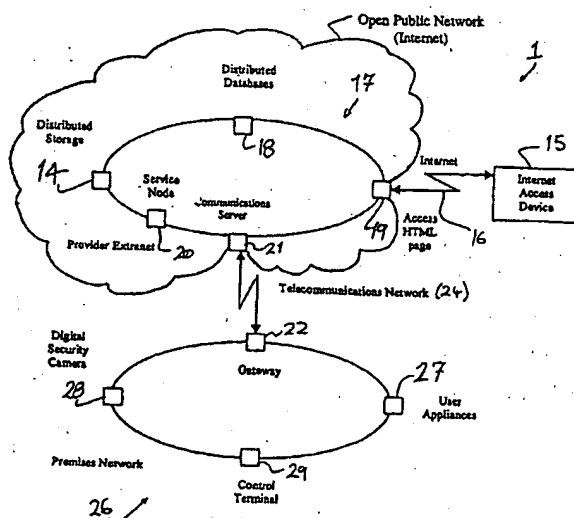 Open Public Network
(Internet)
1
Distributed
Databases
17
Distributed
Storage
18
15
14
Service
Node
Communications
Server
Internet
Internet
Access
Device
49
Access
HTML
page
16
Provider Extranet
20
21
Telecommunications Network (24)
22
Digital
Security
Camera
Gateway
27
28
User
Appliances
Premises Network
29
Control
Terminal
26